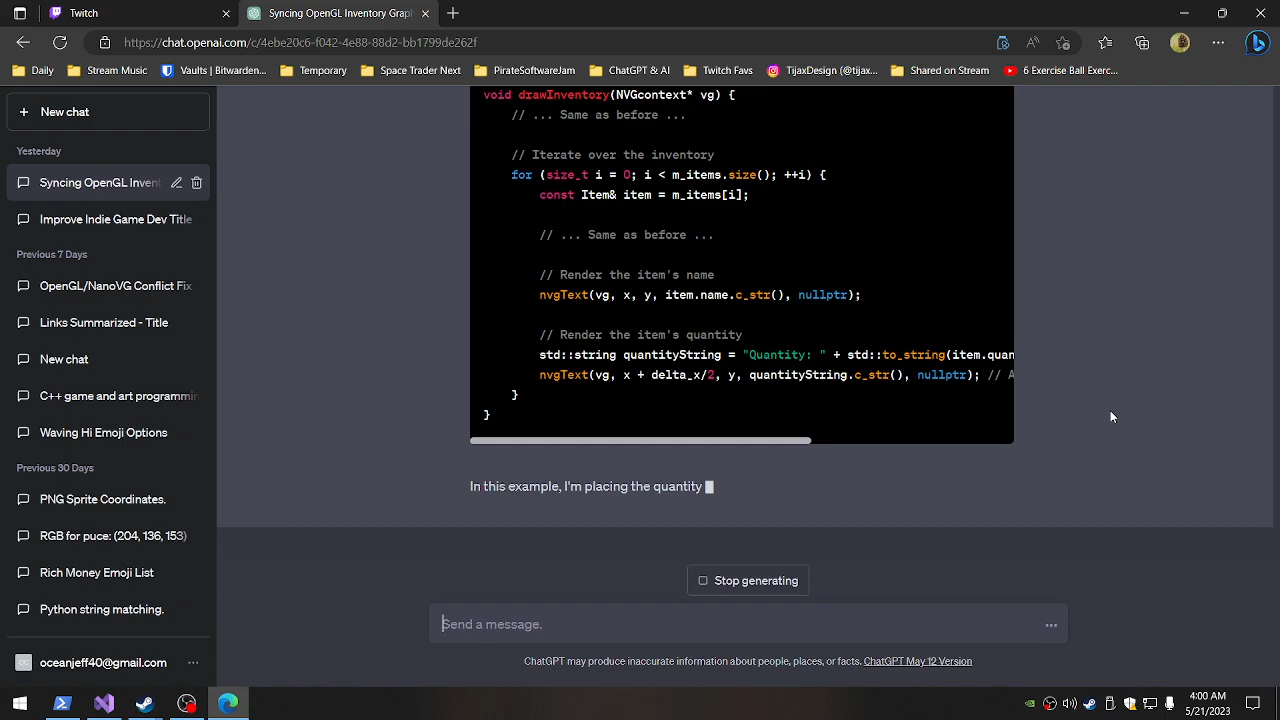 Twitch
Syncing OpenGL Inventory Grap
https://chat.openai.com/c/4ebe20e6-f042-4e88-88d2-bb1799de262f
Daily
Stream Music
Vaults | Bitwarden...
Temporary
Space Trader Next
PirateSoftwareJam
ChatGPT & AI
Twitch Favs
TijaxDesign (@tijax...
Shared on Stream
6 Exercise Ball Exerc...
+ New chat
Yesterday
Syncing OpenGL Invent
Improve Indie Game Dev Title
Previous 7 Days
OpenGL/NanoVG Conflict Fix
Links Summarized - Title
New chat
C++ game and art programmin
Waving Hi Emoji Options
Previous 30 Days
PNG Sprite Coordinates.
RGB for puce: (204, 136, 153)
Rich Money Emoji List
Python string matching.
oceanjeff40@gmail.com
void drawInventory(NVGcontext* vg) {
// ... Same as before ...
// Iterate over the inventory
for (size_t i = 0; i < m_items.size(); ++i) {
const Item& item = m_items[i];
// ... Same as before ...
// Render the item's name
nvgText(vg, x, y, item.name.c_str(), nullptr);
// Render the item's quantity
std::string quantityString = "Quantity: " + std::to_string(item.quan
nvgText(vg, x + delta_x/2, y, quantityString.c_str(), nullptr); // A
}
}
In this example, I'm placing the quantity
Stop generating
Send a message.
ChatGPT may produce inaccurate information about people, places, or facts. ChatGPT May 12 Version
4:00 AM
5/21/2023